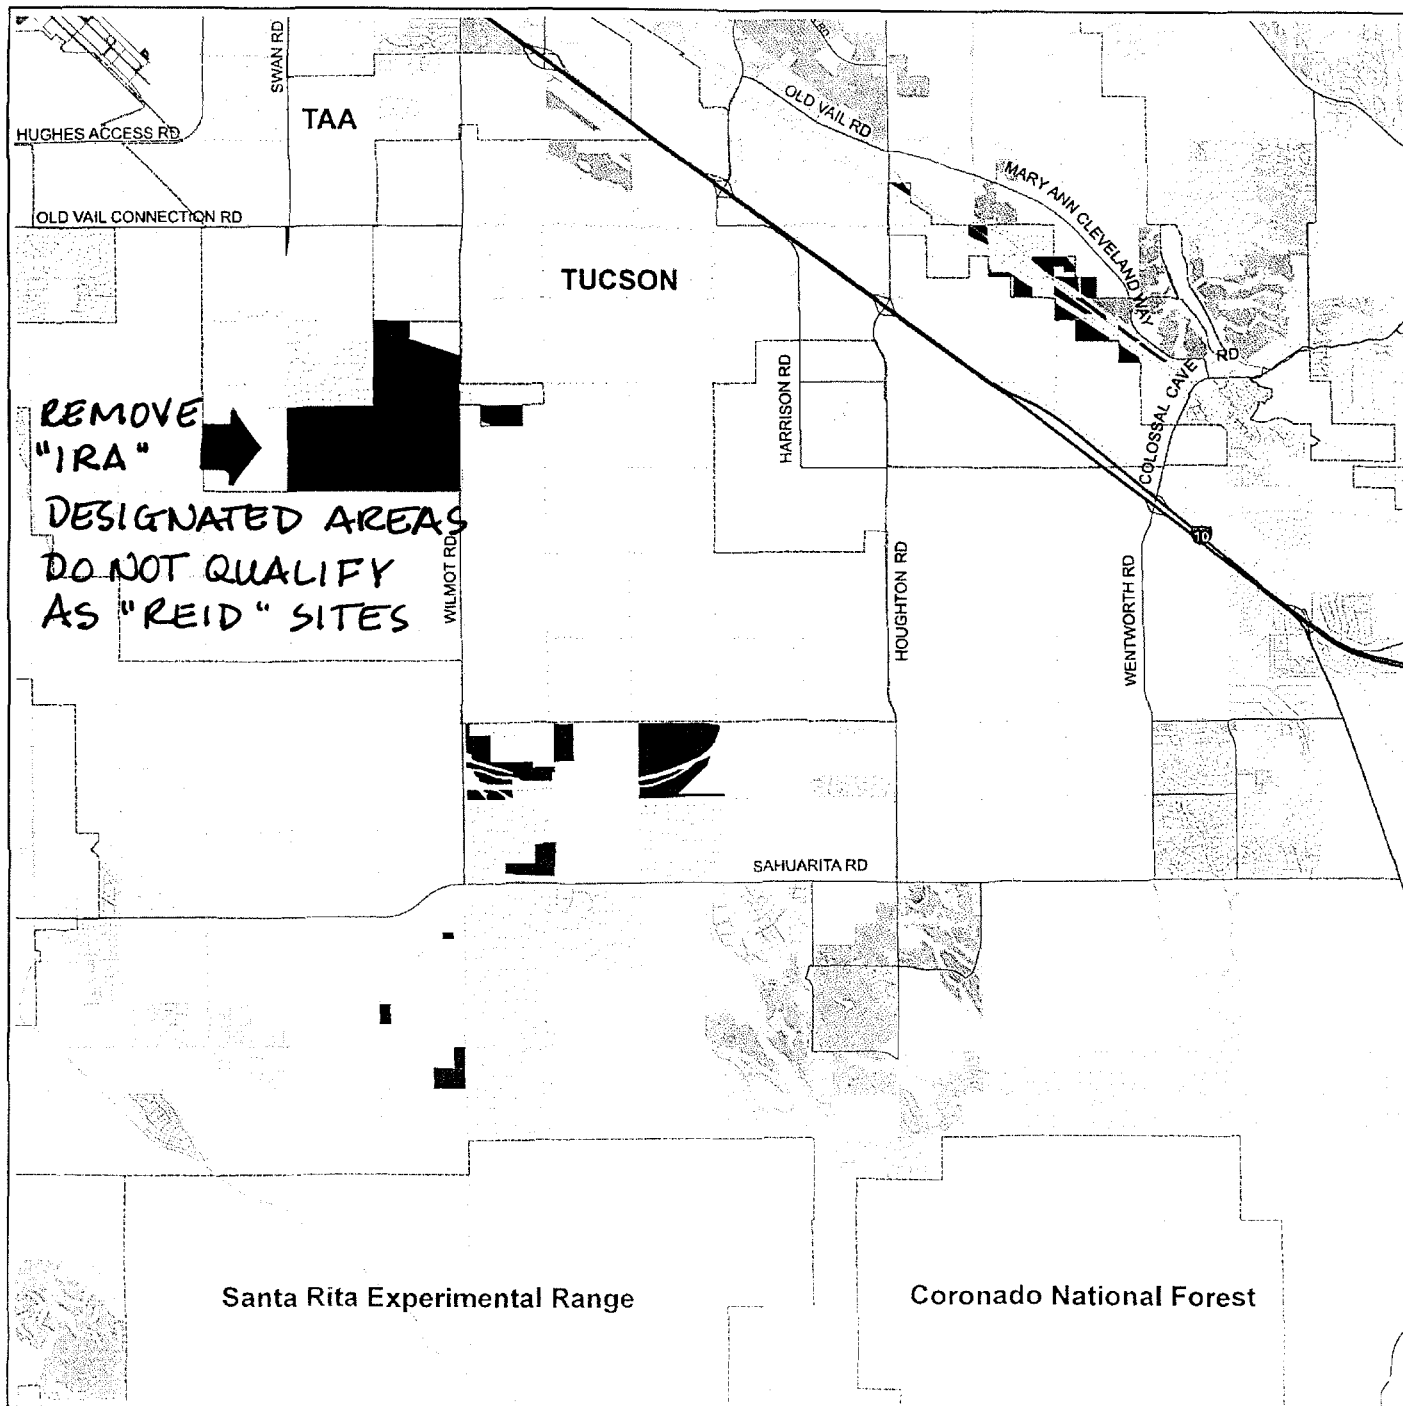 SWAN RD
TAA
HUGHES ACCESS RD
OLD VAIL CONNECTION RD
RD
OLD VAIL RD
MARY ANN CLEVELAND WAY
TUCSON
HARRISON RD
COLOSSAL CAVE RD
REMOVE
"IRA"
DESIGNATED AREAS
DO NOT QUALIFY
AS "REID" SITES
WILMOT RD
HOUGHTON RD
WENTWORTH RD
10
SAHUARITA RD
Santa Rita Experimental Range
Coronado National Forest